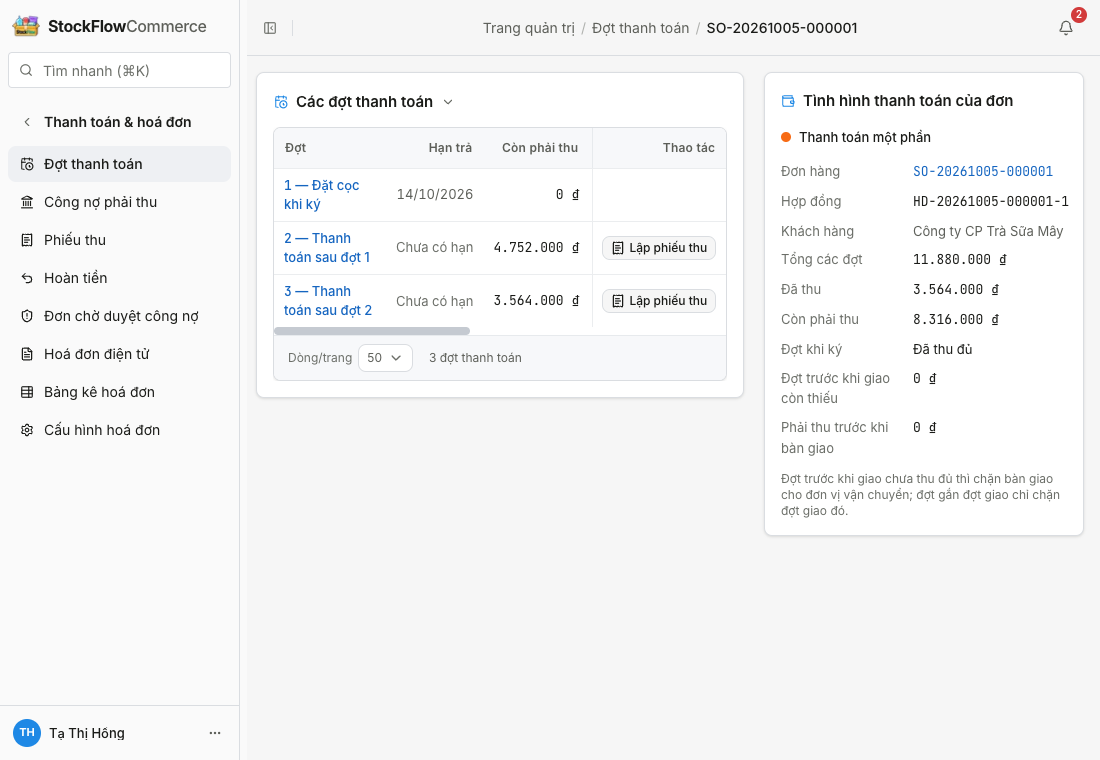 StockFlowCommerce
Tìm nhanh (⌘K)
Thanh toán & hoá đơn
Đợt thanh toán
Công nợ phải thu
Phiếu thu
Hoàn tiền
Đơn chờ duyệt công nợ
Hoá đơn điện tử
Bảng kê hoá đơn
Cấu hình hoá đơn
TH Tạ Thị Hồng
Trang quản trị / Đợt thanh toán / SO-20261005-000001
2
Các đợt thanh toán
Đợt Hạn trả Còn phải thu Thao tác
1 — Đặt cọc
khi ký
14/10/2026 0 ₫
2 — Thanh
toán sau đợt 1
Chưa có hạn 4.752.000 ₫ Lập phiếu thu
3 — Thanh
toán sau đợt 2
Chưa có hạn 3.564.000 ₫ Lập phiếu thu
Dòng/trang 50 3 đợt thanh toán
Tình hình thanh toán của đơn
Thanh toán một phần
Đơn hàng SO-20261005-000001
Hợp đồng HD-20261005-000001-1
Khách hàng Công ty CP Trà Sữa Mây
Tổng các đợt 11.880.000 ₫
Đã thu 3.564.000 ₫
Còn phải thu 8.316.000 ₫
Đợt khi ký Đã thu đủ
Đợt trước khi giao
còn thiếu
0 ₫
Phải thu trước khi
bàn giao
0 ₫
Đợt trước khi giao chưa thu đủ thì chặn bàn giao
cho đơn vị vận chuyển; đợt gắn đợt giao chỉ chặn
đợt giao đó.